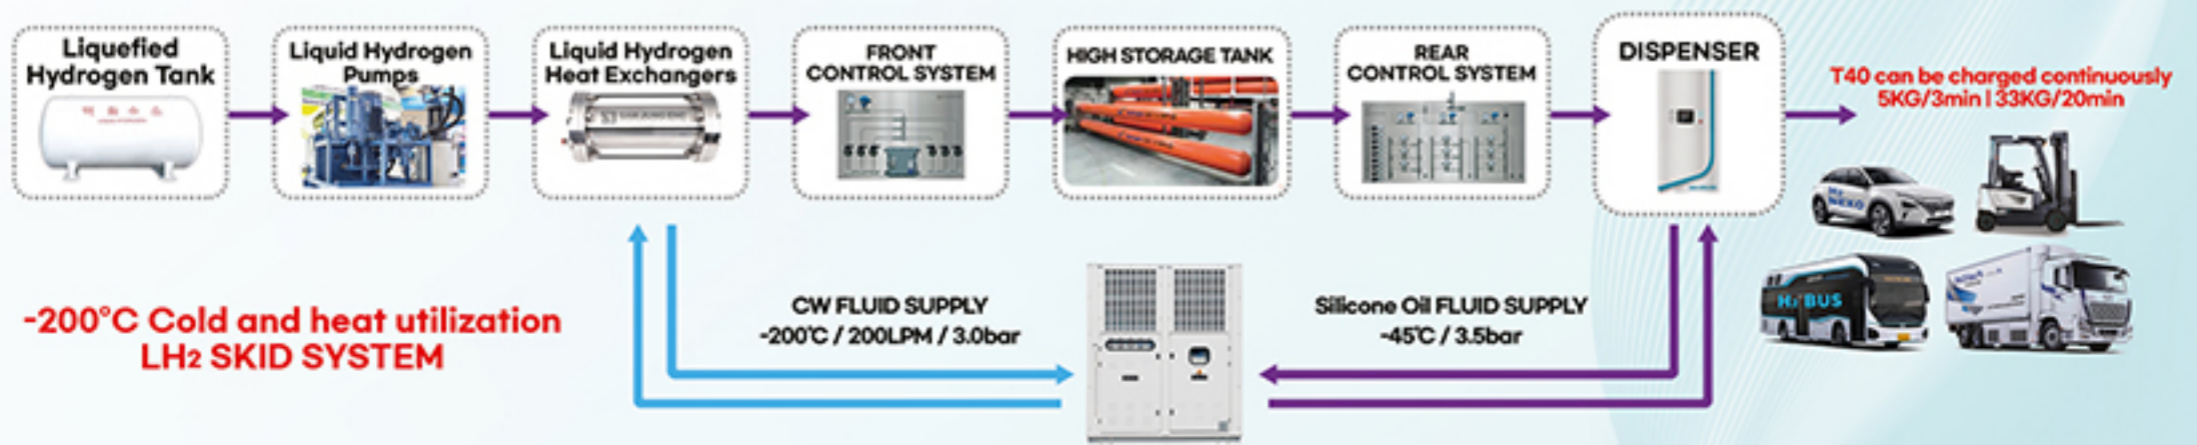 Liquefied
Hydrogen Tank
Liquid Hydrogen
Pumps
Liquid Hydrogen
Heat Exchangers
FRONT
CONTROL SYSTEM
HIGH STORAGE TANK
REAR
CONTROL SYSTEM
DISPENSER
T40 can be charged continuously
5KG/3min | 33KG/20min
NEXO
H₂ BUS
-200°C Cold and heat utilization
LH2 SKID SYSTEM
CW FLUID SUPPLY
-200℃ / 200LPM / 3.0bar
Silicone Oil FLUID SUPPLY
-45℃ / 3.5bar